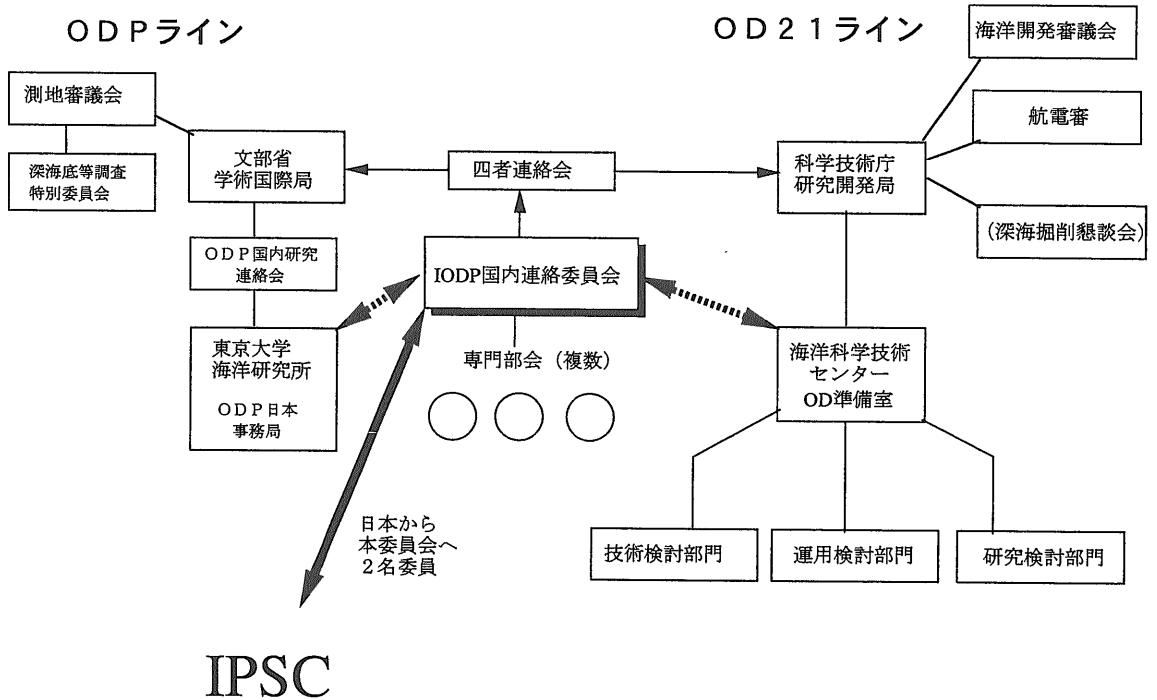 ＯＤＰライン
ＯＤ２１ライン
海洋開発審議会
測地審議会
航電審
深海底等調査
特別委員会
文部省
学術国際局
四者連絡会
科学技術庁
研究開発局
(深海掘削懇談会)
ＯＤＰ国内研究
連絡会
IODP国内連絡委員会
東京大学
海洋研究所
ＯＤＰ日本
事務局
専門部会（複数）
海洋科学技術
センター
OD準備室
日本から
本委員会へ
２名委員
技術検討部門
運用検討部門
研究検討部門
IPSC